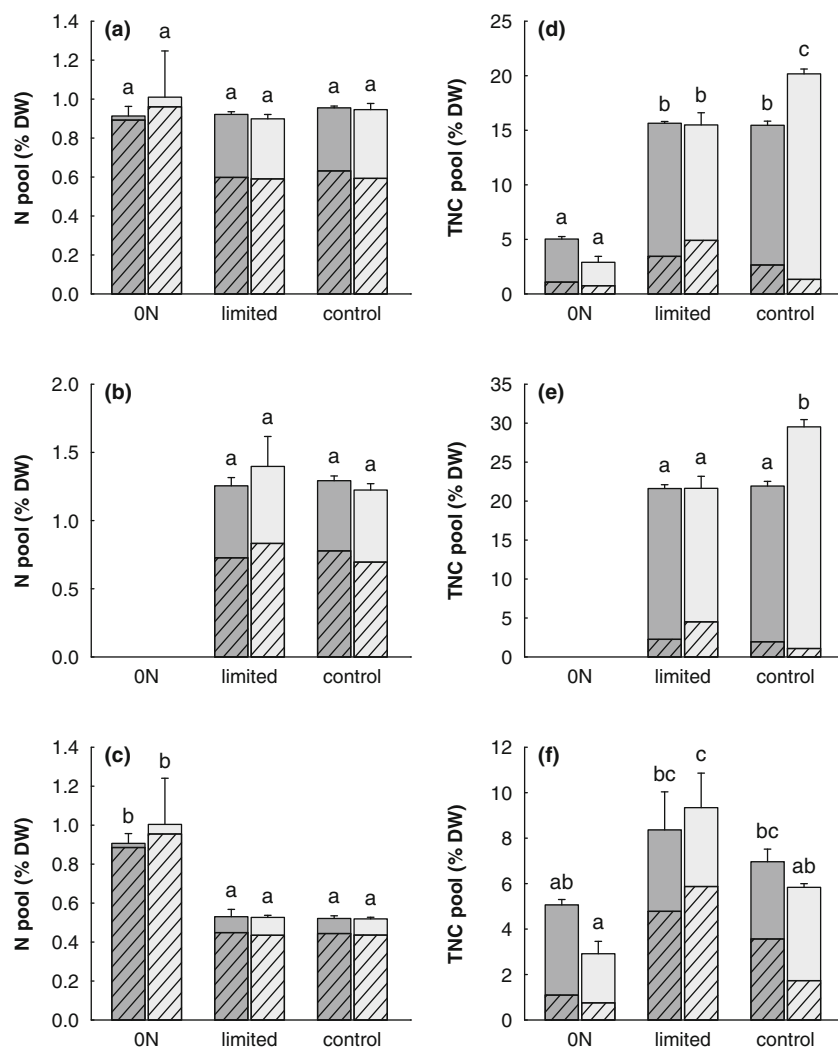 (a)
N pool (% DW)
1.4
1.2
1.0
0.8
0.6
0.4
0.2
0.0
a a a a a a
0N limited control
(d)
TNC pool (% DW)
25
20
15
10
5
0
a a b b b c
0N limited control
(b)
N pool (% DW)
2.0
1.5
1.0
0.5
0.0
a a a a
0N limited control
(e)
TNC pool (% DW)
35
30
25
20
15
10
5
0
a a a b
0N limited control
(c)
N pool (% DW)
1.4
1.2
1.0
0.8
0.6
0.4
0.2
0.0
b b a a a a
0N limited control
(f)
TNC pool (% DW)
12
10
8
6
4
2
0
ab a bc c bc ab
0N limited control